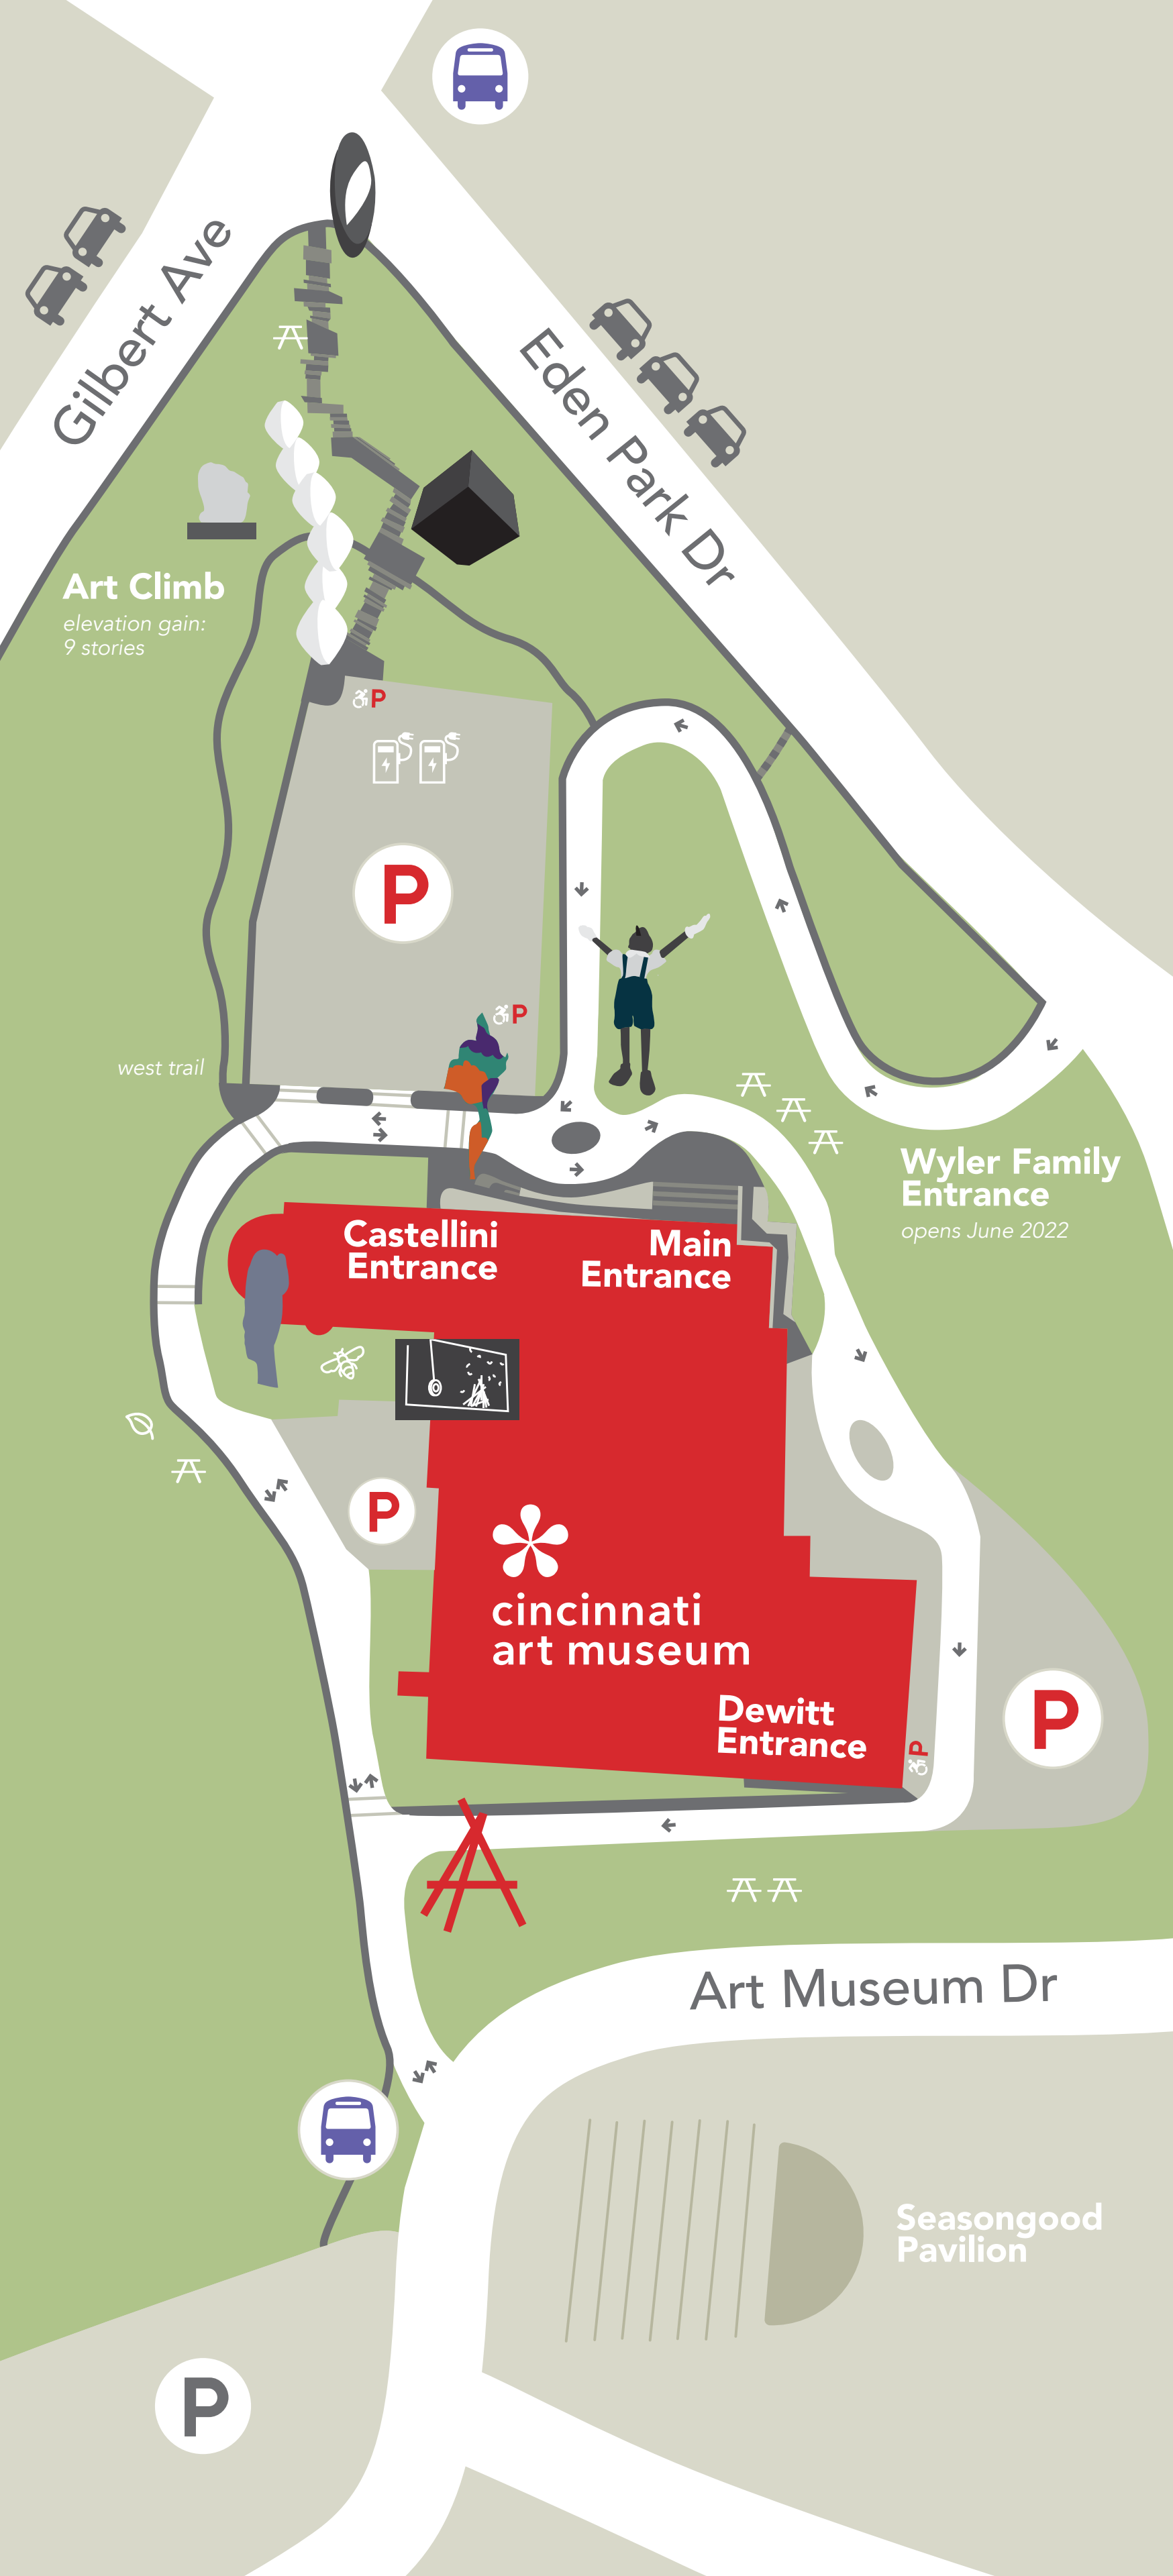 Gilbert Ave
Eden Park Dr
Art Climb
elevation gain:
9 stories
P
P
P
west trail
Wyler Family
Entrance
opens June 2022
Castellini
Entrance
Main
Entrance
P
cincinnati
art museum
Dewitt
Entrance
P
P
Art Museum Dr
Seasongood
Pavilion
P